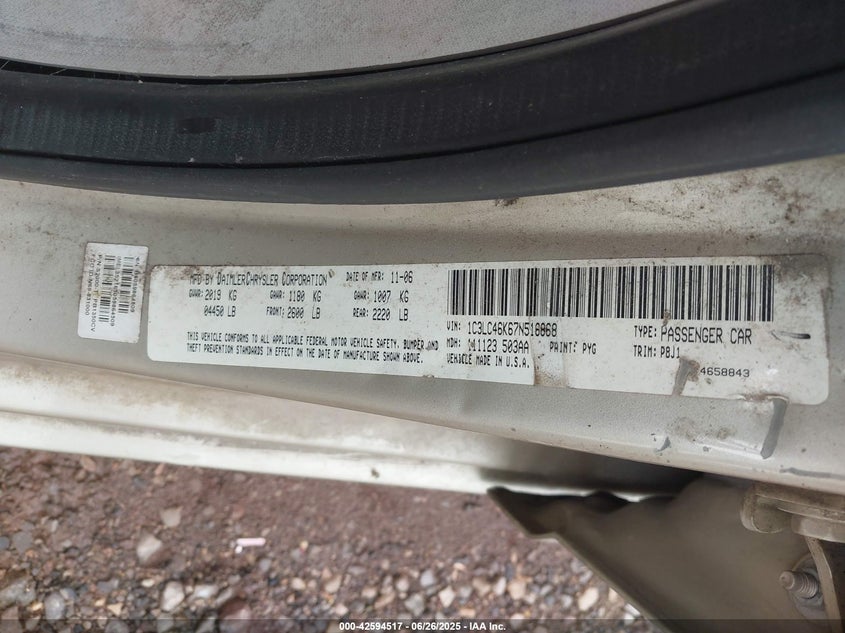 MFD BY DAIMLERCHRYSLER CORPORATION DATE OF MFR: 11-06
GVWR: 2019 KG GAWR: 1180 KG GAWR: 1007 KG
04450 LB FRONT: 2600 LB REAR: 2220 LB
THIS VEHICLE CONFORMS TO ALL APPLICABLE FEDERAL MOTOR VEHICLE SAFETY, BUMPER, AND
THEFT PREVENTION STANDARDS IN EFFECT ON THE DATE OF MANUFACTURE SHOWN ABOVE.
VIN: 1C3LC46K67N516868 TYPE: PASSENGER CAR
MDH: 11123 503AA PAINT: PYG TRIM: P8J1
VEHICLE MADE IN U.S.A. 4658843
000-42594517 | 06/26/2025 - IAA Inc.